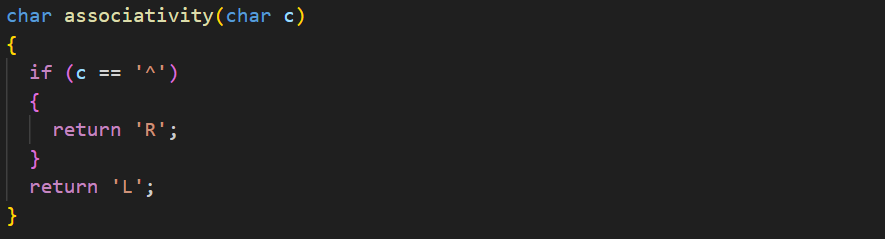 char associativity(char c)
{
  if (c == '^')
  {
    return 'R';
  }
  return 'L';
}